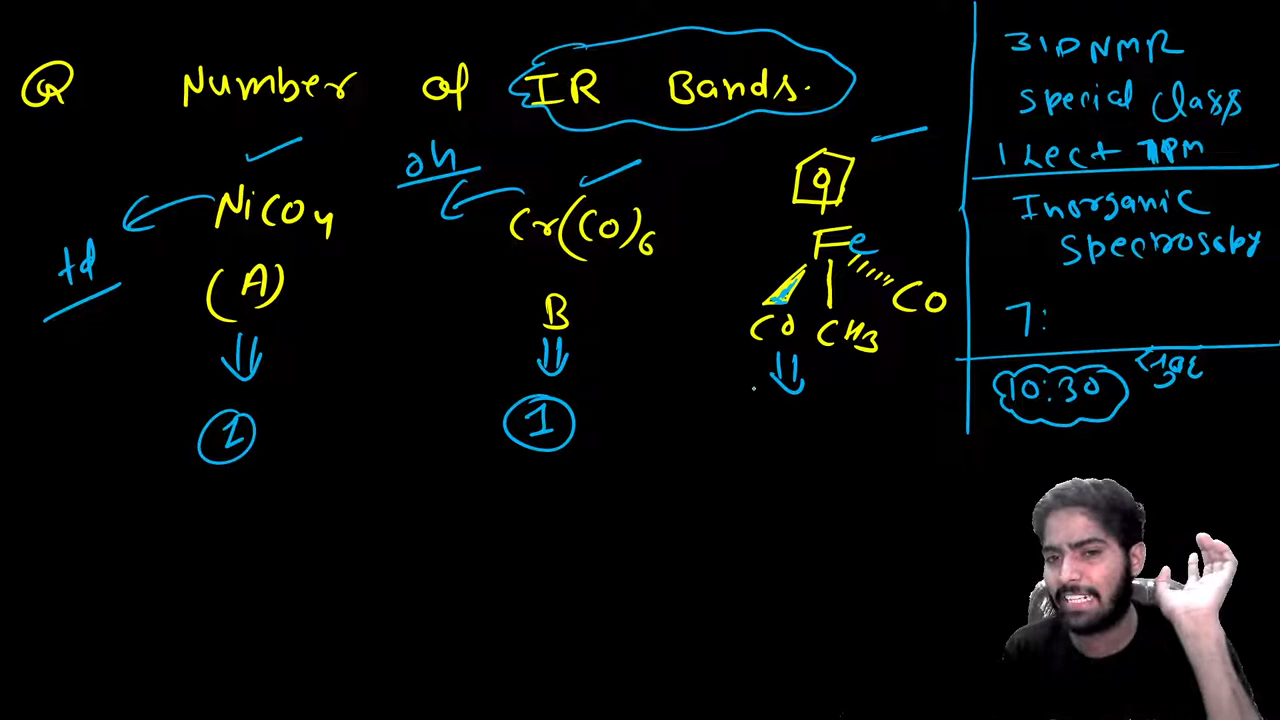 Q Number of IR Bands.
NiCO4
td
(A)
1
oh
Cr(CO)6
B
1
Fe
CO
CO CH3
31P NMR
Special Class
1 Lect 7PM
Inorganic
Spectroscopy
7:
10:30